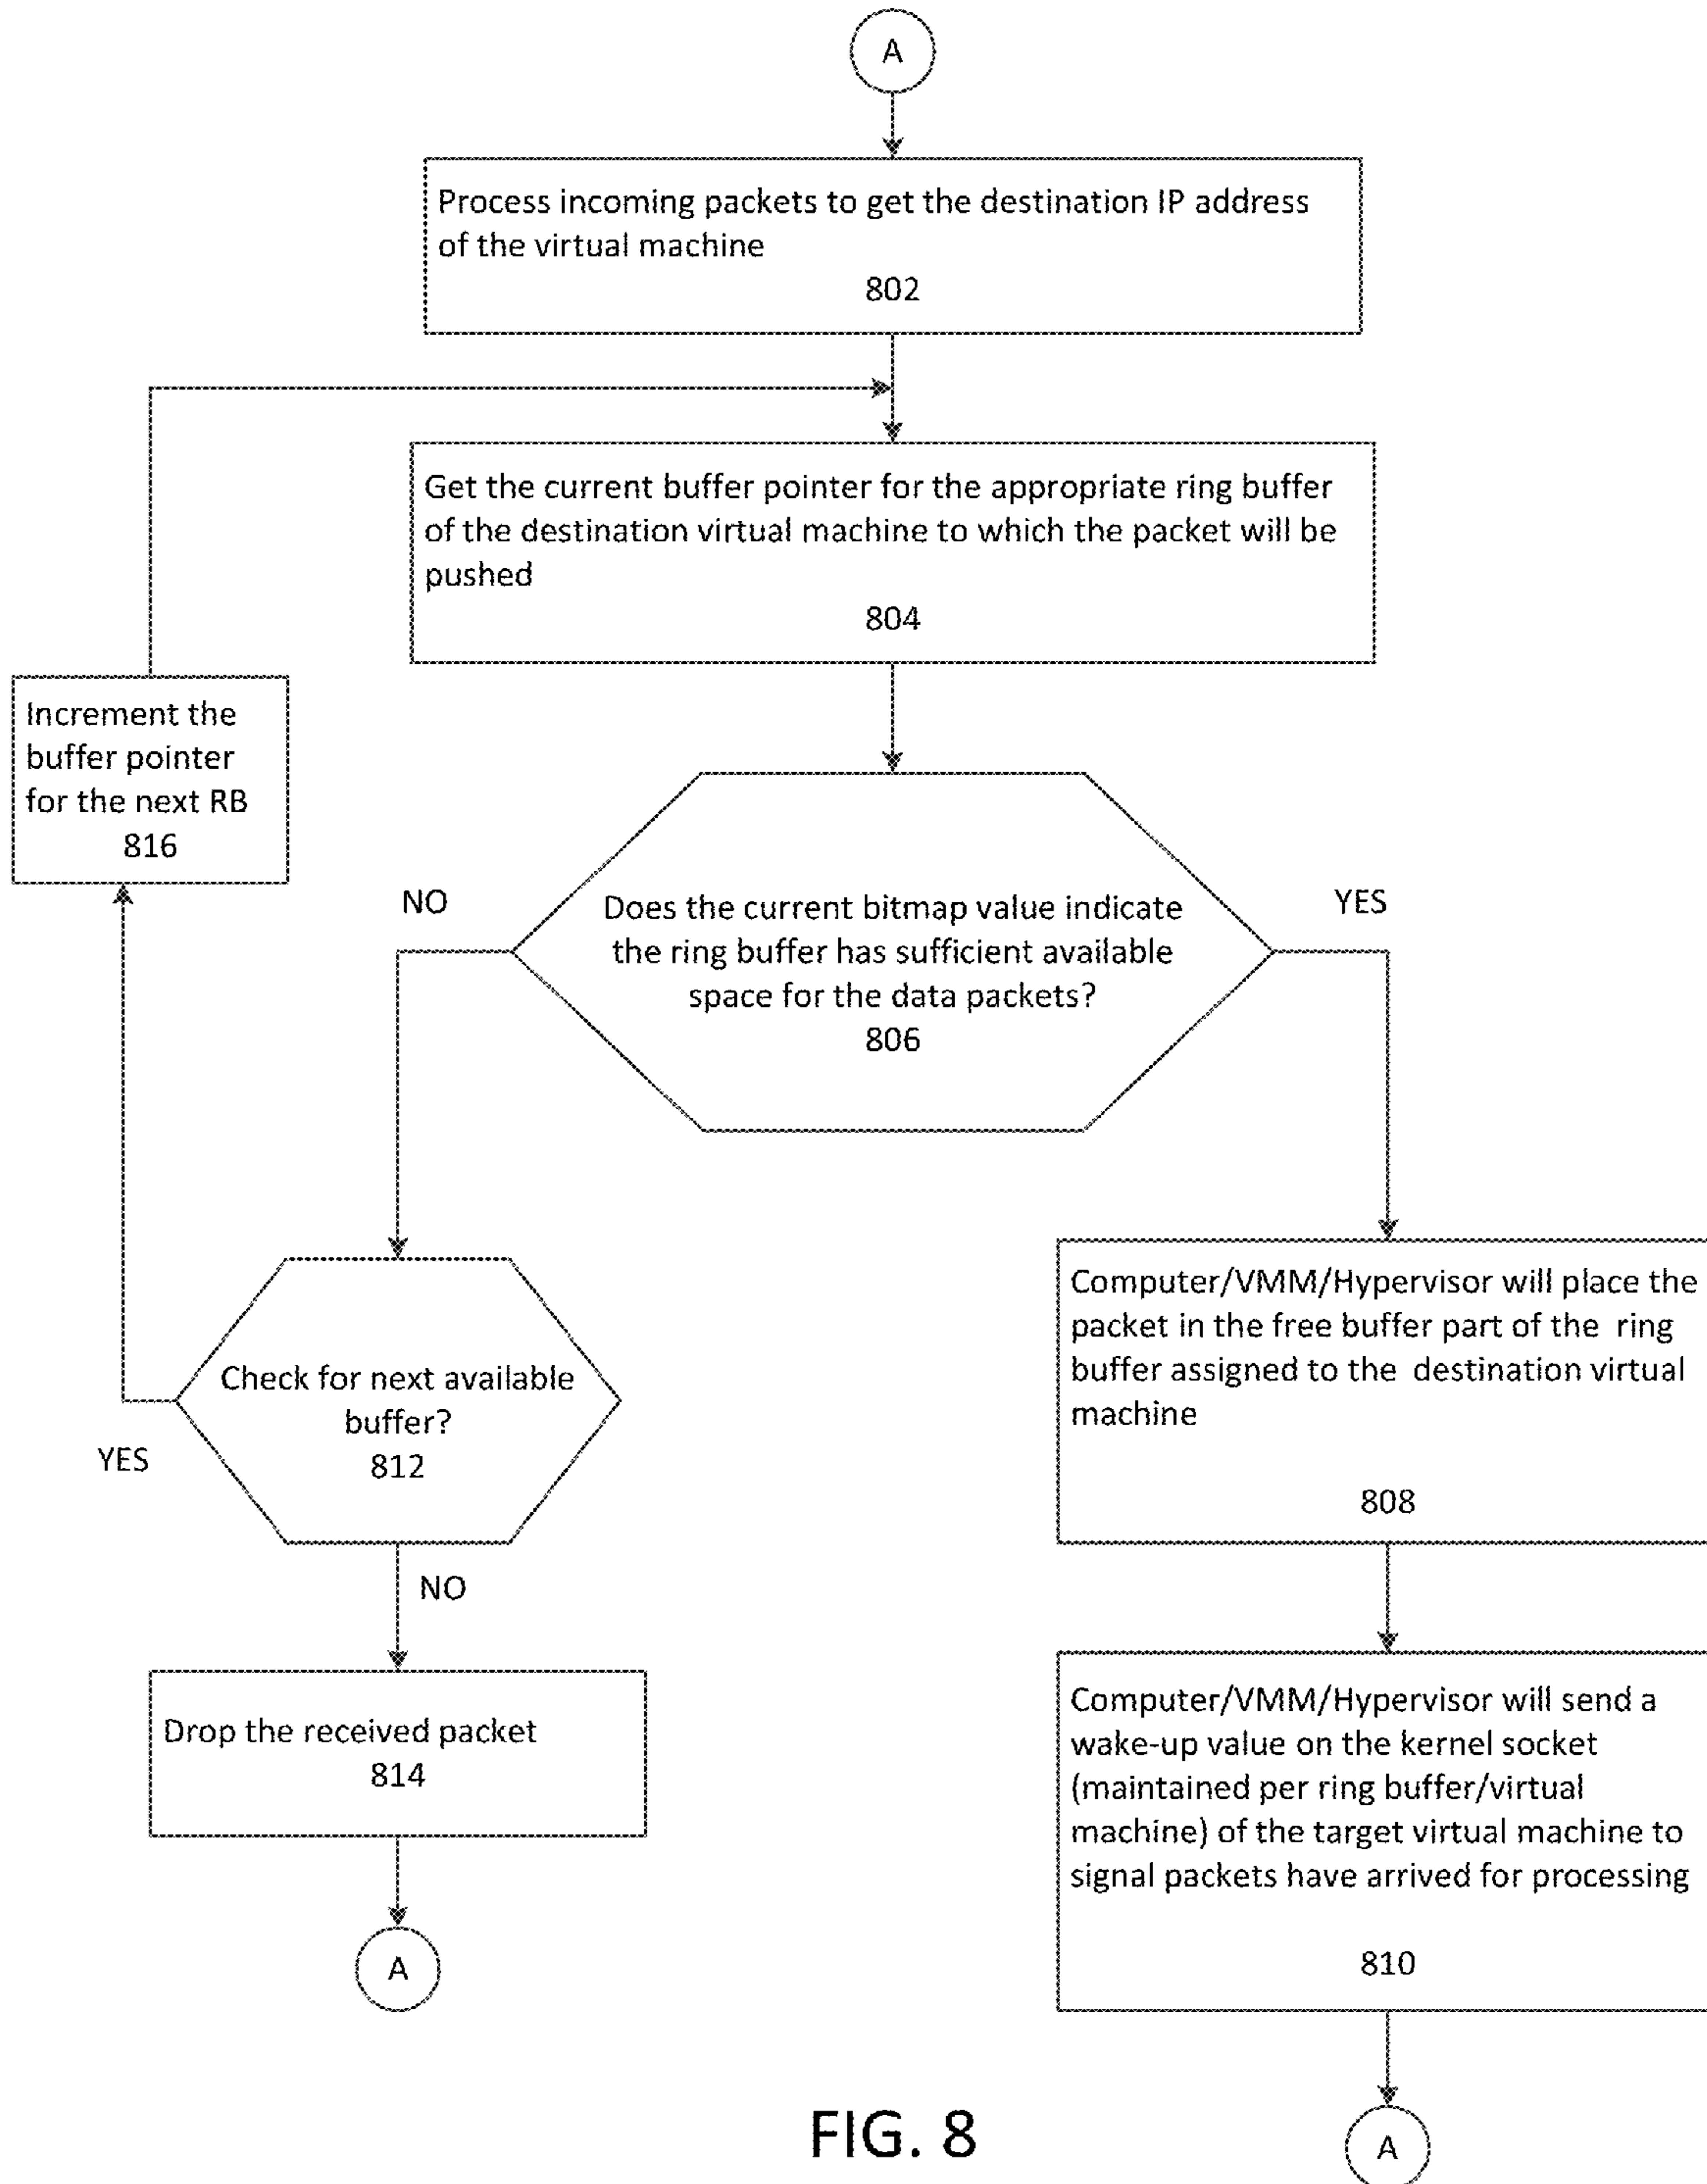 A
Process incoming packets to get the destination IP address
of the virtual machine
802
Get the current buffer pointer for the appropriate ring buffer
of the destination virtual machine to which the packet will be
pushed
804
Increment the
buffer pointer
for the next RB
816
NO
YES
Does the current bitmap value indicate
the ring buffer has sufficient available
space for the data packets?
806
Check for next available
buffer?
812
YES
NO
Drop the received packet
814
A
Computer/VMM/Hypervisor will place the
packet in the free buffer part of the ring
buffer assigned to the destination virtual
machine
808
Computer/VMM/Hypervisor will send a
wake-up value on the kernel socket
(maintained per ring buffer/virtual
machine) of the target virtual machine to
signal packets have arrived for processing
810
A
FIG. 8